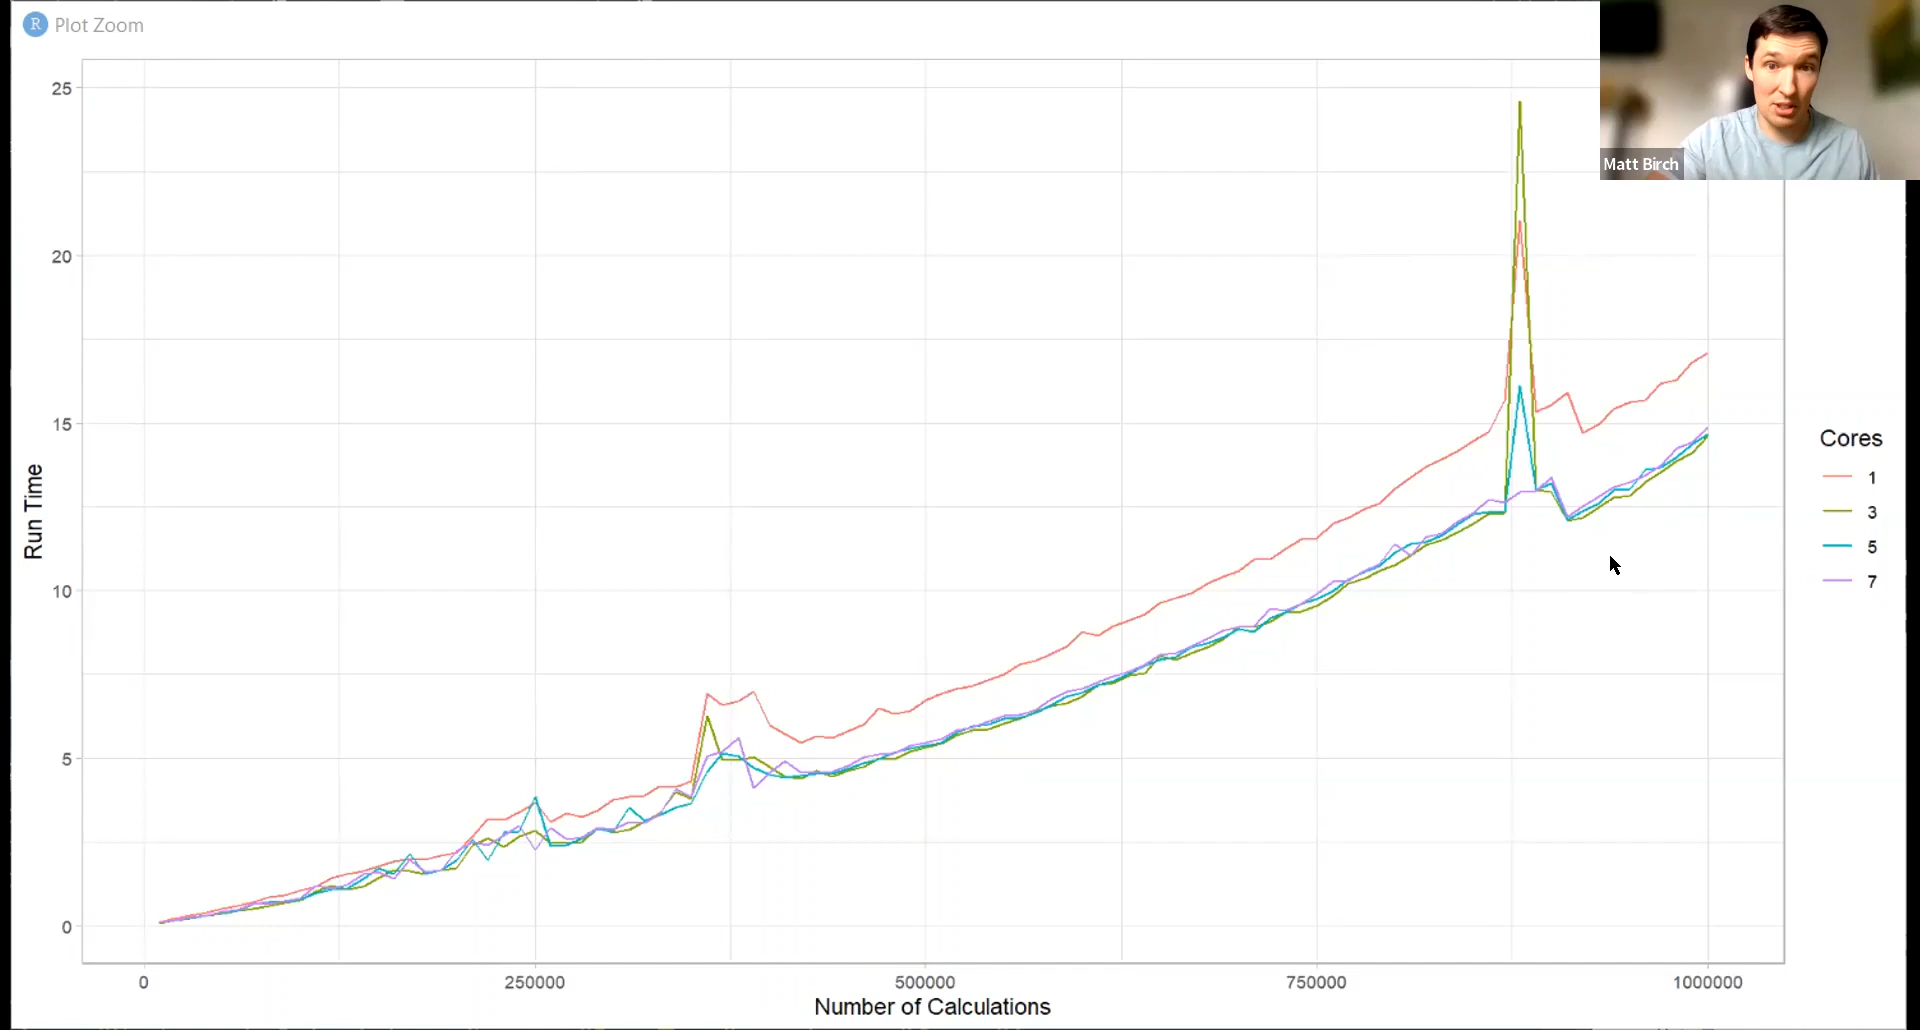 R Plot Zoom
Matt Birch
25
20
15
10
5
0
Run Time
0 250000 500000 750000 1000000
Number of Calculations
Cores
1
3
5
7